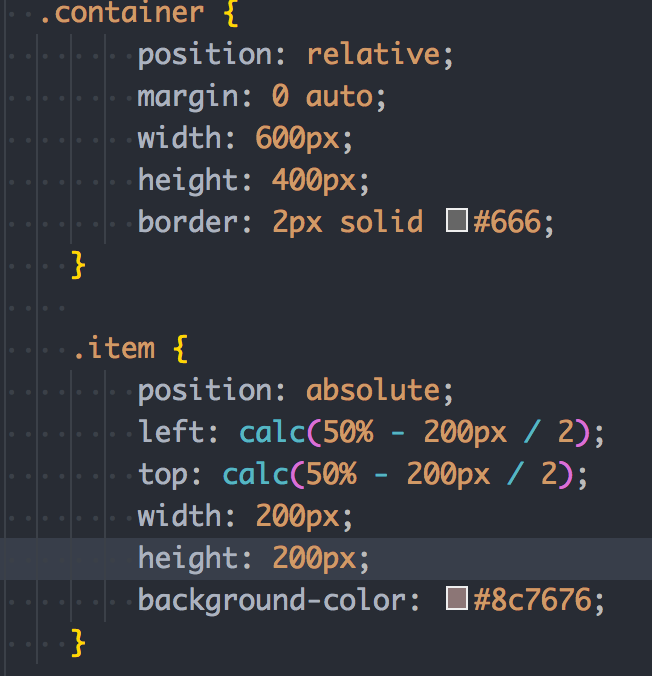 .container {
position: relative;
margin: 0 auto;
width: 600px;
height: 400px;
border: 2px solid #666;
}
.item {
position: absolute;
left: calc(50% - 200px / 2);
top: calc(50% - 200px / 2);
width: 200px;
height: 200px;
background-color: #8c7676;
}